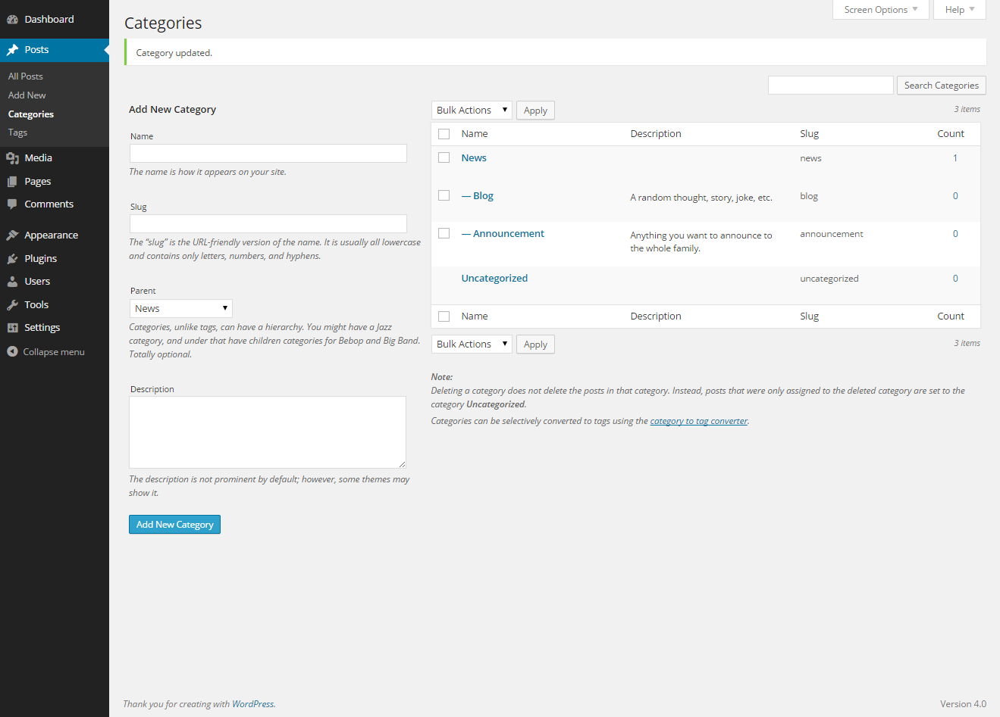 Dashboard
Posts
All Posts
Add New
Categories
Tags
Media
Pages
Comments
Appearance
Plugins
Users
Tools
Settings
Collapse menu
Screen Options
Help
Categories
Category updated.
Search Categories
Add New Category
Name
The name is how it appears on your site.
Slug
The “slug” is the URL-friendly version of the name. It is usually all lowercase
and contains only letters, numbers, and hyphens.
Parent
News
Categories, unlike tags, can have a hierarchy. You might have a Jazz
category, and under that have children categories for Bebop and Big Band.
Totally optional.
Description
The description is not prominent by default; however, some themes may
show it.
Add New Category
Bulk Actions Apply 3 items
Name Description Slug Count
News news 1
— Blog A random thought, story, joke, etc. blog 0
— Announcement Anything you want to announce to announcement 0
the whole family.
Uncategorized uncategorized 0
Name Description Slug Count
Bulk Actions Apply 3 items
Note:
Deleting a category does not delete the posts in that category. Instead, posts that were only assigned to the deleted category are set to the
category Uncategorized.
Categories can be selectively converted to tags using the category to tag converter.
Thank you for creating with WordPress.
Version 4.0